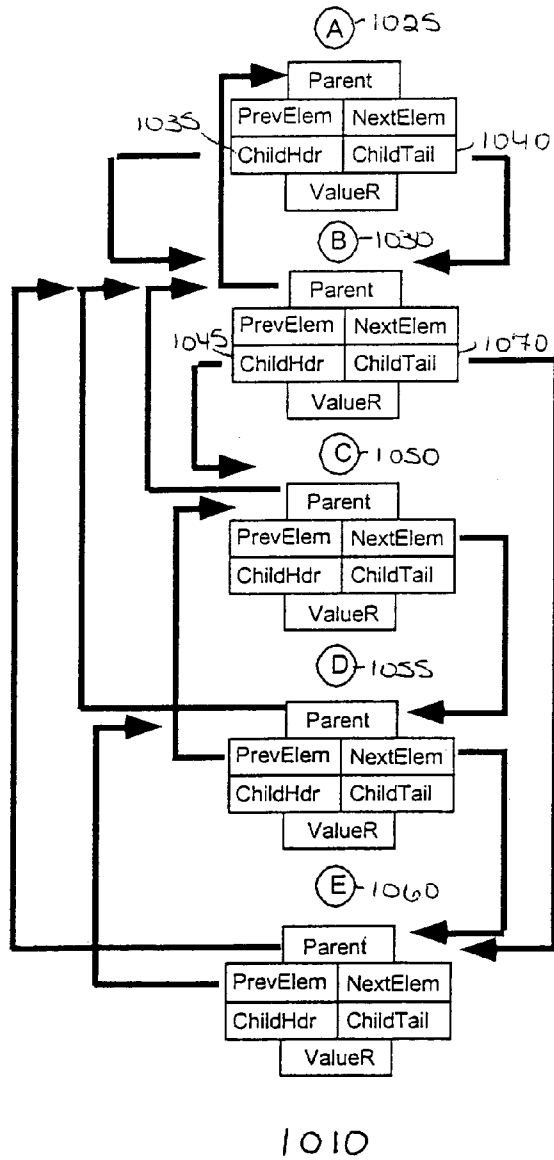 A 1025
Parent
1035 PrevElem NextElem
ChildHdr ChildTail 1040
ValueR
B 1030
Parent
PrevElem NextElem
1045 ChildHdr ChildTail 1070
ValueR
C 1050
Parent
PrevElem NextElem
ChildHdr ChildTail
ValueR
D 1055
Parent
PrevElem NextElem
ChildHdr ChildTail
ValueR
E 1060
Parent
PrevElem NextElem
ChildHdr ChildTail
ValueR
1010